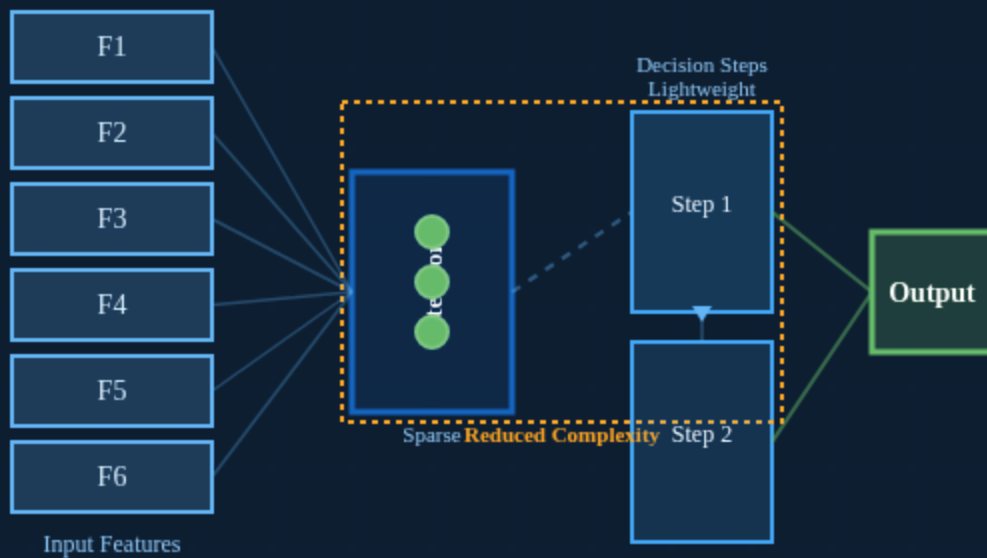 F1
F2
F3
F4
F5
F6
Input Features
Sparse
Reduced Complexity
Decision Steps
Lightweight
Step 1
Step 2
Output